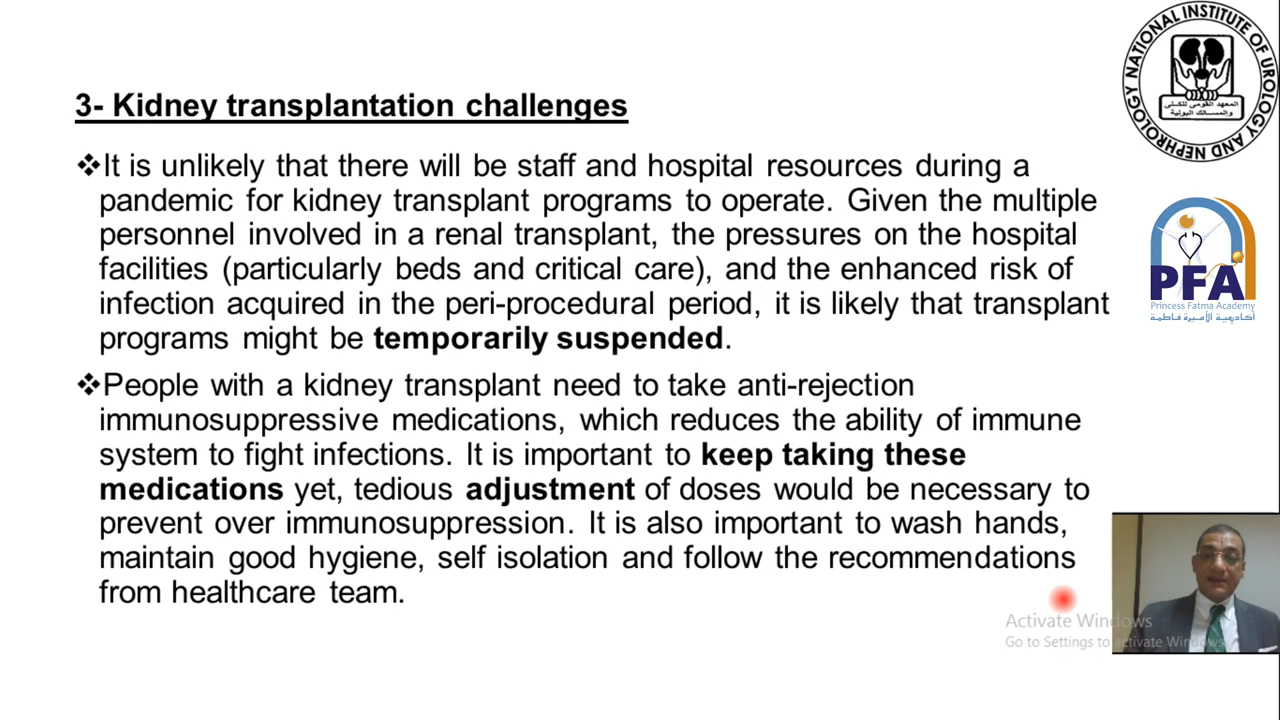 3- Kidney transplantation challenges
❖It is unlikely that there will be staff and hospital resources during a
pandemic for kidney transplant programs to operate. Given the multiple
personnel involved in a renal transplant, the pressures on the hospital
facilities (particularly beds and critical care), and the enhanced risk of
infection acquired in the peri-procedural period, it is likely that transplant
programs might be temporarily suspended.
❖People with a kidney transplant need to take anti-rejection
immunosuppressive medications, which reduces the ability of immune
system to fight infections. It is important to keep taking these
medications yet, tedious adjustment of doses would be necessary to
prevent over immunosuppression. It is also important to wash hands,
maintain good hygiene, self isolation and follow the recommendations
from healthcare team.
NATIONAL INSTITUTE OF UROLOGY AND NEPHROLOGY
المعهد القومى للكلى
والمسالك البولية
PFA
Princess Fatma Academy
أكاديمية الأميرة فاطمة
Activate Windows
Go to Settings to activate Windows.